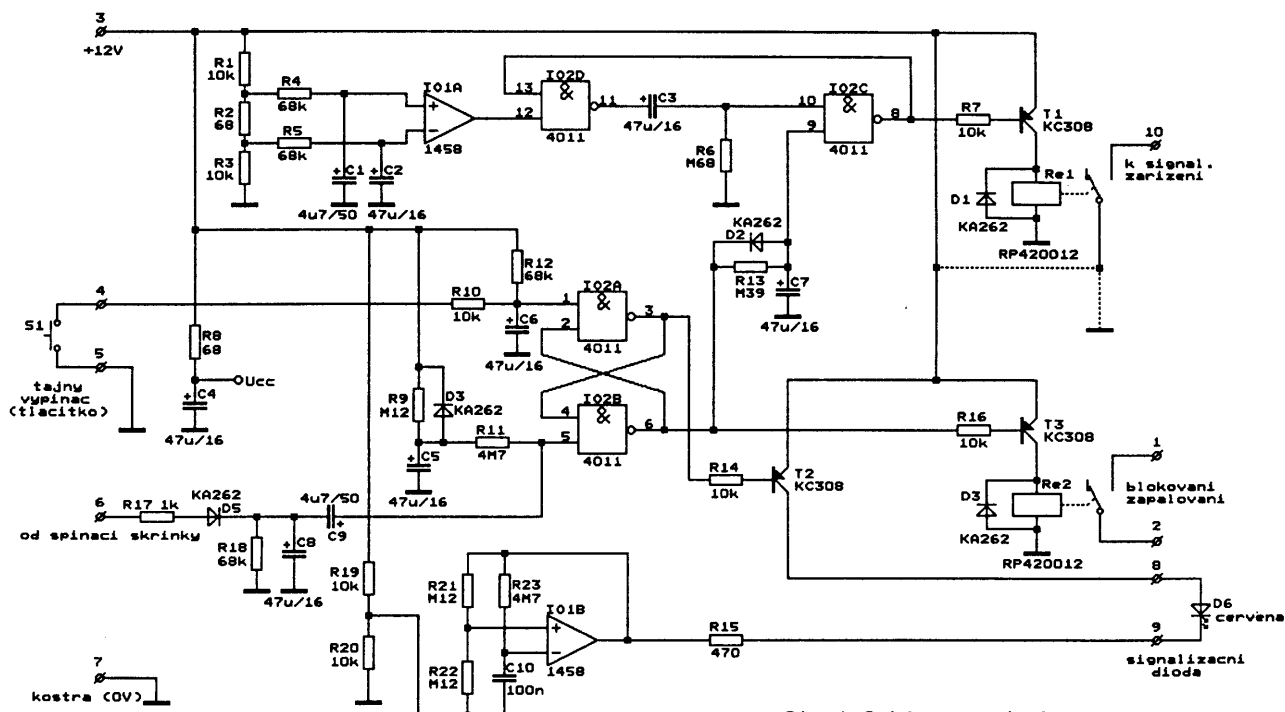 3
+12V
R1
10k
R2
68
R3
10k
R4
68k
R5
68k
IO1A
+
−
1458
+C1
4u7/50
+C2
47u/16
13
12
IO2D
&
4011
11
+C3
47u/16
R6
M68
10
9
IO2C
&
4011
8
R7
10k
T1
KC308
D1
KA262
Re1
RP420012
10
k signal.
zarizeni
KA262
D2
R13
M39
+C7
47u/16
R12
68k
4
S1
5
tajny
vypinac
(tlacitko)
R10
10k
+C6
47u/16
1
2
IO2A
&
4011
3
R8
68
Ucc
+C4
47u/16
R9
M12
D3
KA262
R11
4M7
+C5
47u/16
4
5
IO2B
&
4011
6
R14
10k
T2
KC308
R16
10k
T3
KC308
D3
KA262
Re2
RP420012
1
blokovani
zapalovani
2
8
D6
cervena
9
signalizacni
dioda
6
R17 1k
KA262
D5
od spinaci skrinky
R18
68k
+C8
47u/16
4u7/50
C9
+
R19
10k
R20
10k
R21
M12
R22
M12
R23
4M7
IO1B
+
−
1458
C10
100n
R15
470
7
kostra (0V)